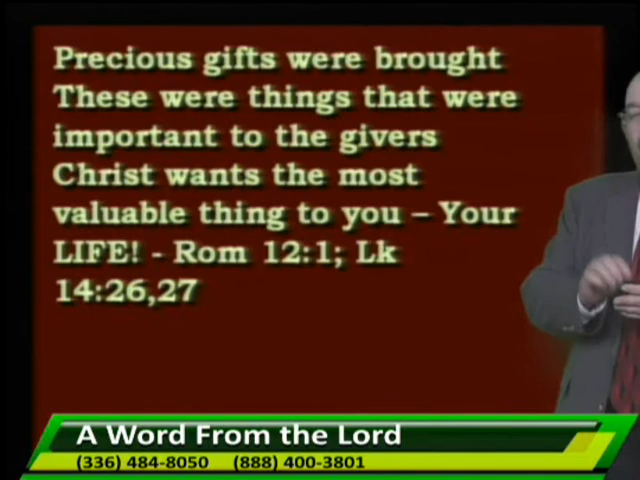 Precious gifts were brought
These were things that were
important to the givers
Christ wants the most
valuable thing to you – Your
LIFE! - Rom 12:1; Lk
14:26,27
A Word From the Lord
(336) 484-8050 (888) 400-3801